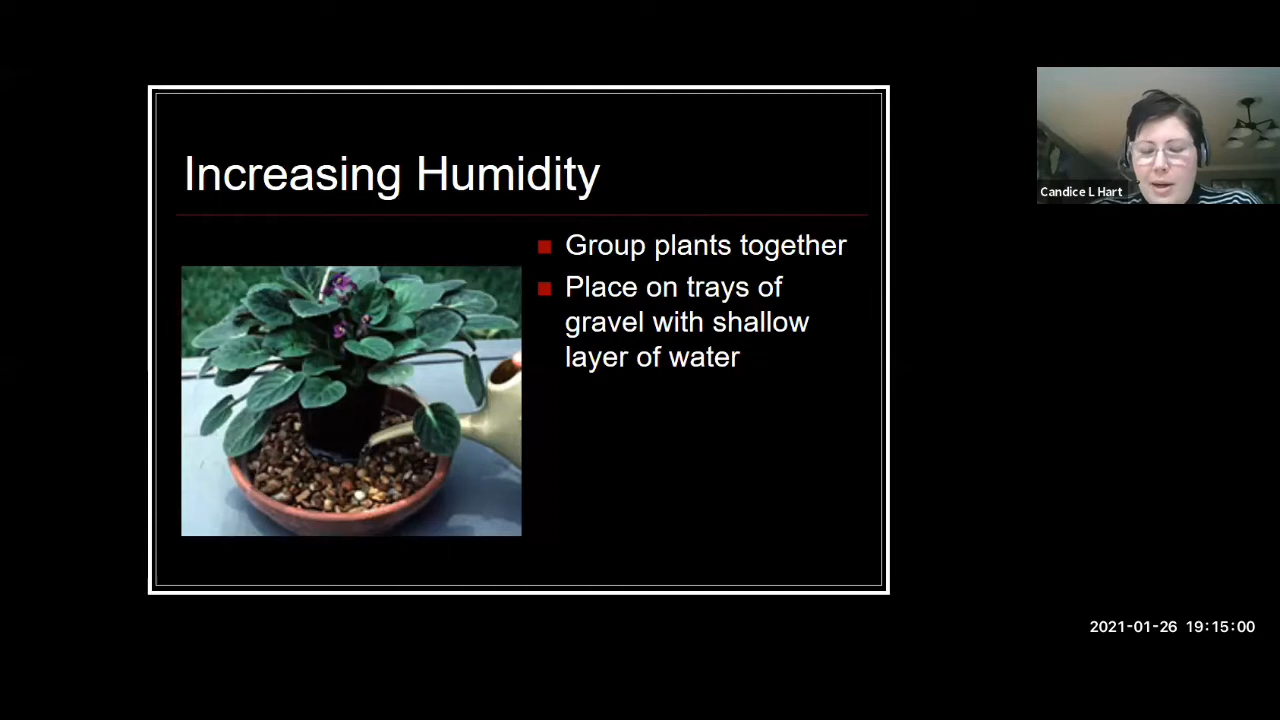 Increasing Humidity
Group plants together
Place on trays of
gravel with shallow
layer of water
Candice L Hart
2021-01-26 19:15:00